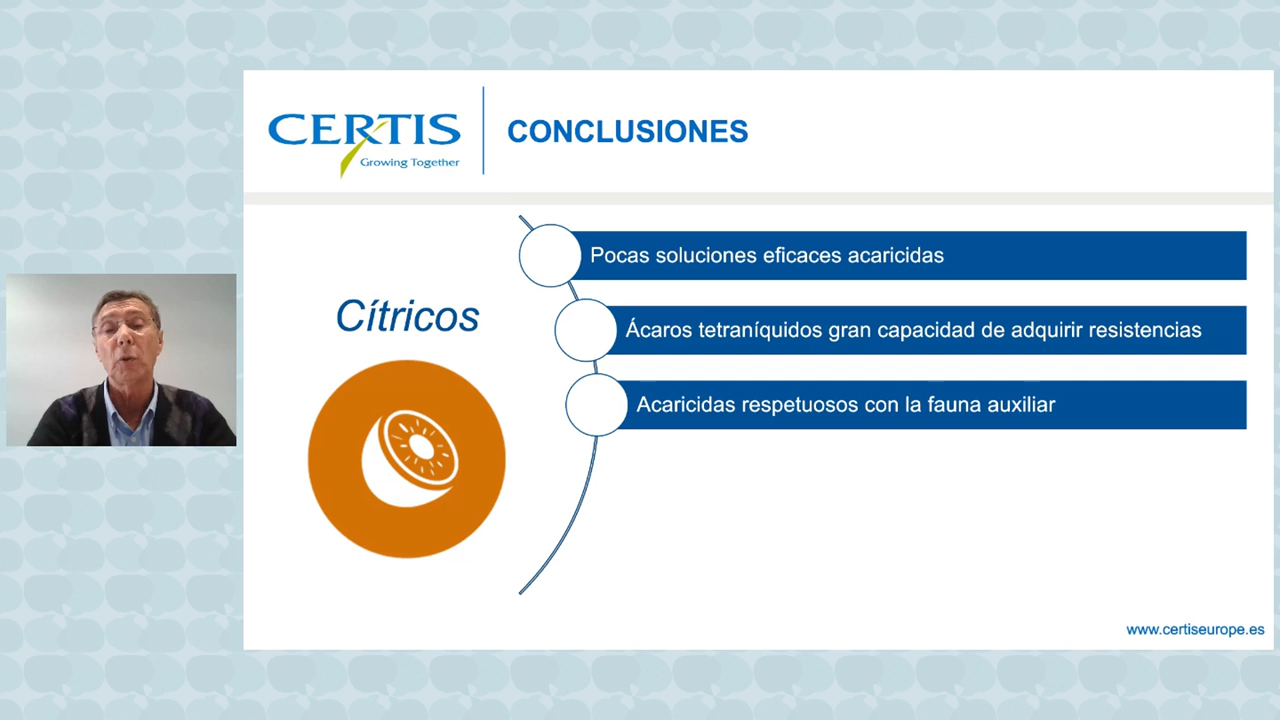 CERTIS
Growing Together
CONCLUSIONES
Cítricos
Pocas soluciones eficaces acaricidas
Ácaros tetraníquidos gran capacidad de adquirir resistencias
Acaricidas respetuosos con la fauna auxiliar
www.certiseurope.es